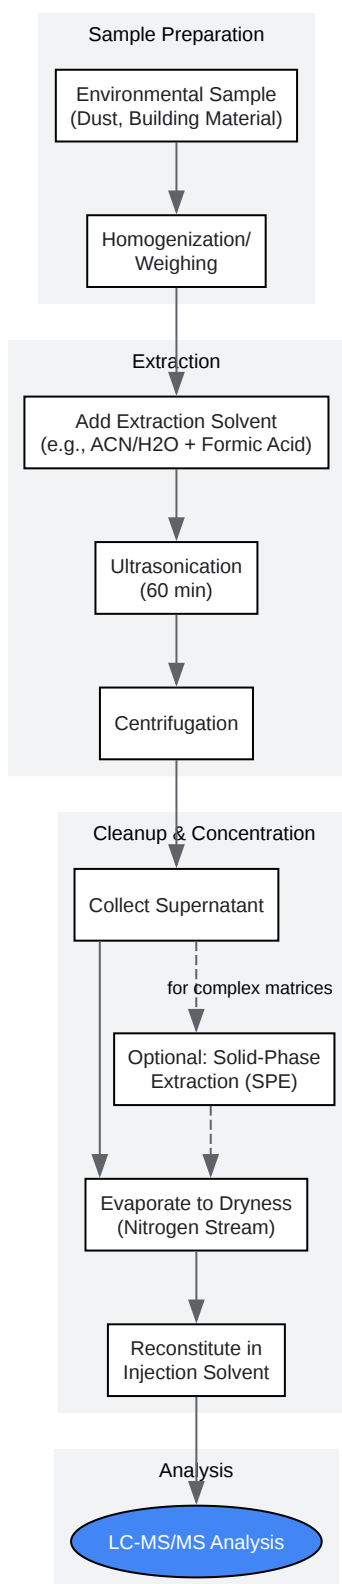 Sample Preparation
Environmental Sample
(Dust, Building Material)
Homogenization/
Weighing
Extraction
Add Extraction Solvent
(e.g., ACN/H2O + Formic Acid)
Ultrasonication
(60 min)
Centrifugation
Cleanup & Concentration
Collect Supernatant
for complex matrices
Optional: Solid-Phase
Extraction (SPE)
Evaporate to Dryness
(Nitrogen Stream)
Reconstitute in
Injection Solvent
Analysis
LC-MS/MS Analysis